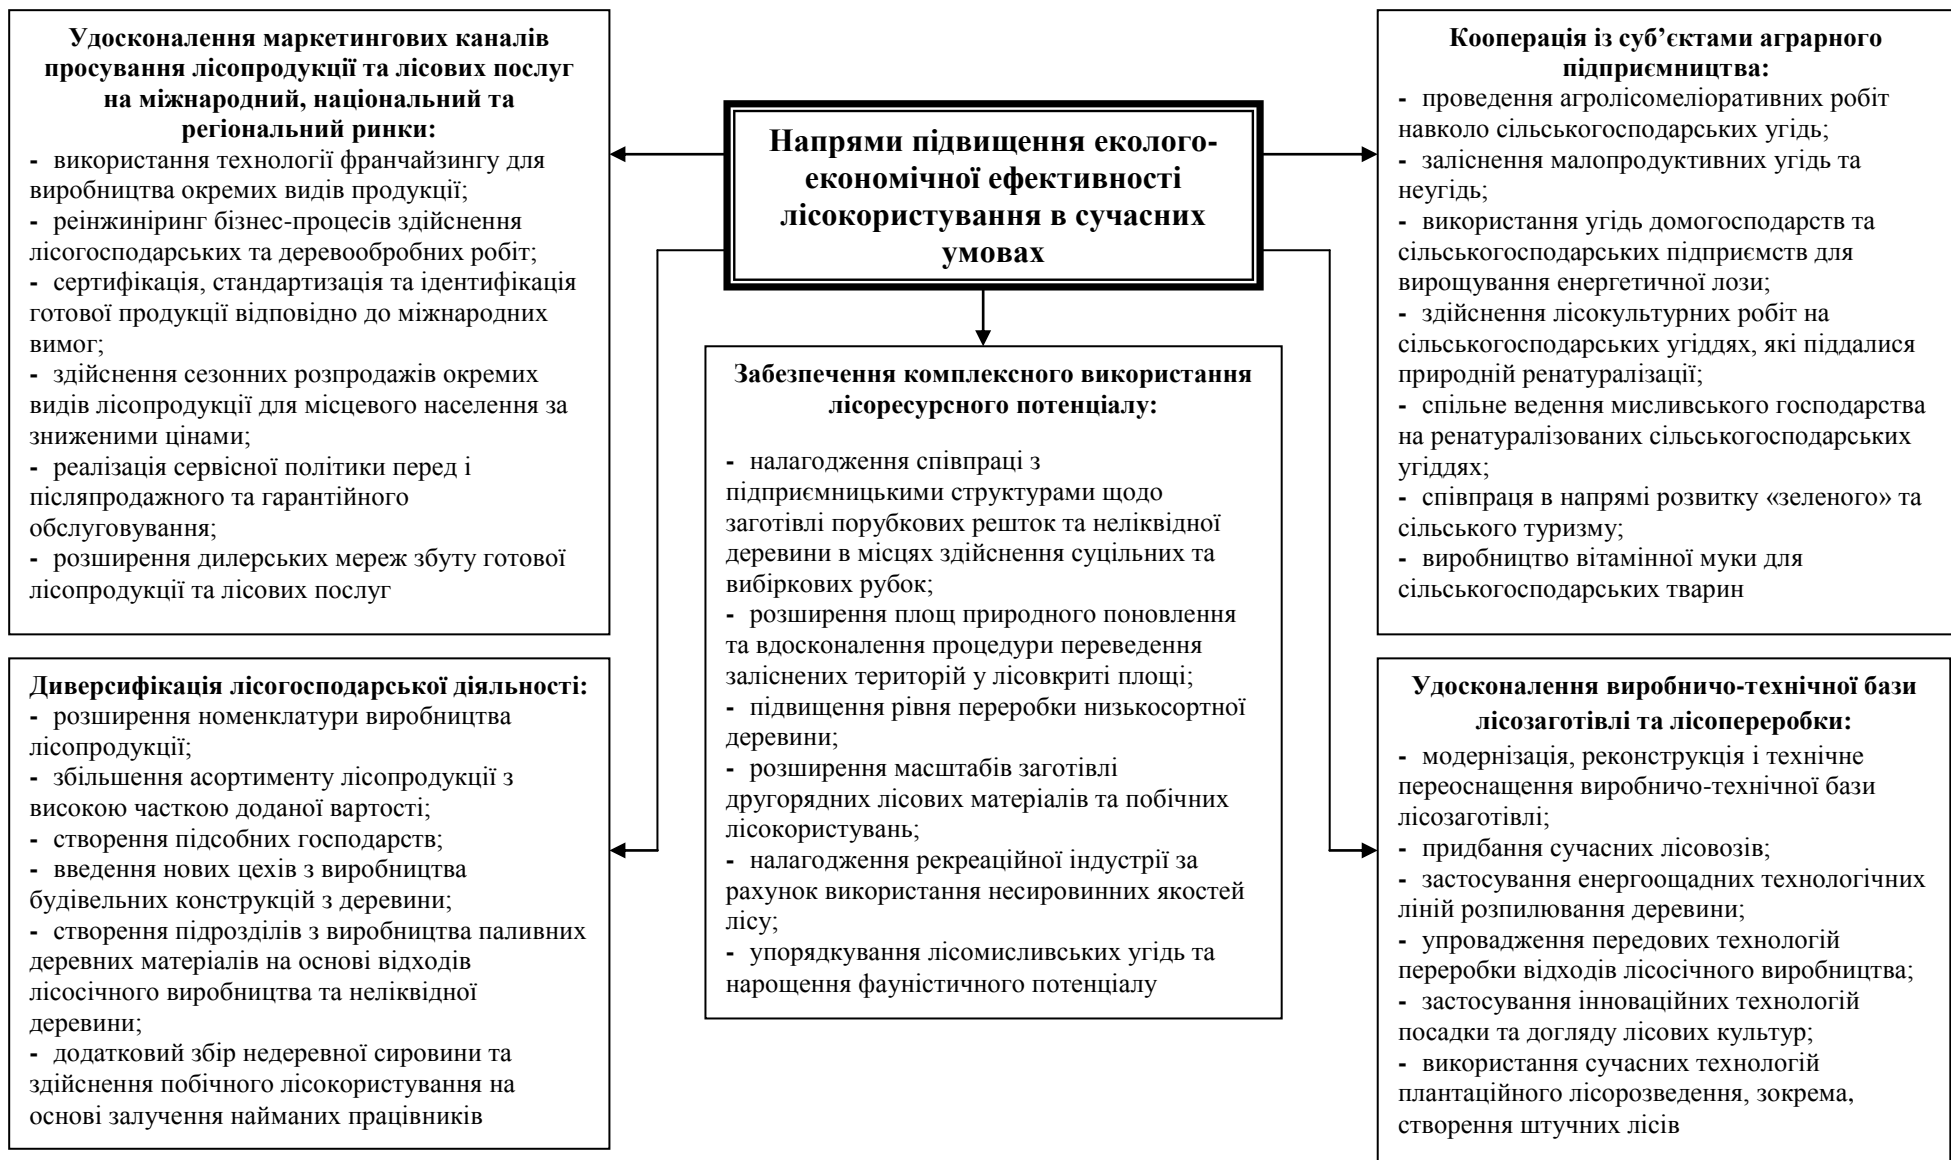 Удосконалення маркетингових каналів
просування лісопродукції та лісових послуг
на міжнародний, національний та
регіональний ринки:
- використання технології франчайзингу для
виробництва окремих видів продукції;
- реінжиніринг бізнес-процесів здійснення
лісогосподарських та деревообробних робіт;
- сертифікація, стандартизація та ідентифікація
готової продукції відповідно до міжнародних
вимог;
- здійснення сезонних розпродажів окремих
видів лісопродукції для місцевого населення за
зниженими цінами;
- реалізація сервісної політики перед і
післяпродажного та гарантійного
обслуговування;
- розширення дилерських мереж збуту готової
лісопродукції та лісових послуг
Напрями підвищення еколого-
економічної ефективності
лісокористування в сучасних
умовах
Кооперація із суб’єктами аграрного
підприємництва:
- проведення агролісомеліоративних робіт
навколо сільськогосподарських угідь;
- заліснення малопродуктивних угідь та
неугідь;
- використання угідь домогосподарств та
сільськогосподарських підприємств для
вирощування енергетичної лози;
- здійснення лісокультурних робіт на
сільськогосподарських угіддях, які піддалися
природній ренатуралізації;
- спільне ведення мисливського господарства
на ренатуралізованих сільськогосподарських
угіддях;
- співпраця в напрямі розвитку «зеленого» та
сільського туризму;
- виробництво вітамінної муки для
сільськогосподарських тварин
Забезпечення комплексного використання
лісоресурсного потенціалу:
- налагодження співпраці з
підприємницькими структурами щодо
заготівлі порубкових решток та неліквідної
деревини в місцях здійснення суцільних та
вибіркових рубок;
- розширення площ природного поновлення
та вдосконалення процедури переведення
заліснених територій у лісовкриті площі;
- підвищення рівня переробки низькосортної
деревини;
- розширення масштабів заготівлі
другорядних лісових матеріалів та побічних
лісокористувань;
- налагодження рекреаційної індустрії за
рахунок використання несировинних якостей
лісу;
- упорядкування лісомисливських угідь та
нарощення фауністичного потенціалу
Диверсифікація лісогосподарської діяльності:
- розширення номенклатури виробництва
лісопродукції;
- збільшення асортименту лісопродукції з
високою часткою доданої вартості;
- створення підсобних господарств;
- введення нових цехів з виробництва
будівельних конструкцій з деревини;
- створення підрозділів з виробництва паливних
деревних матеріалів на основі відходів
лісосічного виробництва та неліквідної
деревини;
- додатковий збір недеревної сировини та
здійснення побічного лісокористування на
основі залучення найманих працівників
Удосконалення виробничо-технічної бази
лісозаготівлі та лісопереробки:
- модернізація, реконструкція і технічне
переоснащення виробничо-технічної бази
лісозаготівлі;
- придбання сучасних лісовозів;
- застосування енергоощадних технологічних
ліній розпилювання деревини;
- упровадження передових технологій
переробки відходів лісосічного виробництва;
- застосування інноваційних технологій
посадки та догляду лісових культур;
- використання сучасних технологій
плантаційного лісорозведення, зокрема,
створення штучних лісів